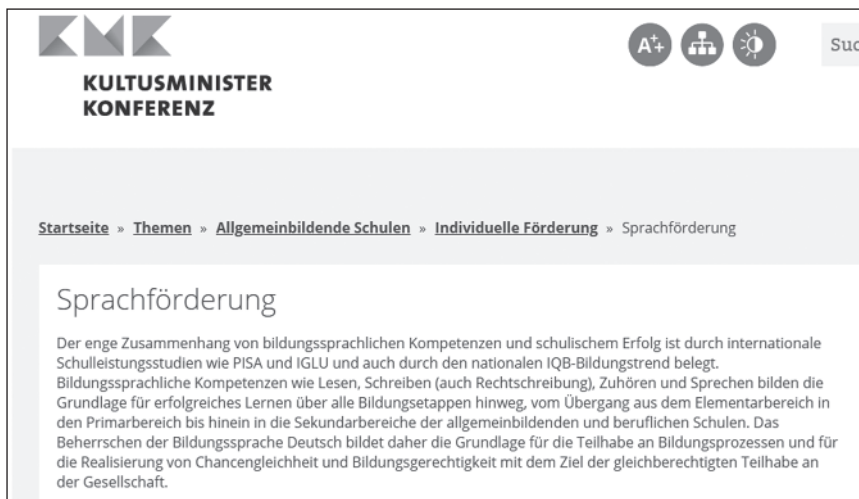 KMK
A++
Suc
KULTUSMINISTER
KONFERENZ
Startseite » Themen » Allgemeinbildende Schulen » Individuelle Förderung » Sprachförderung
Sprachförderung
Der enge Zusammenhang von bildungssprachlichen Kompetenzen und schulischem Erfolg ist durch internationale
Schulleistungsstudien wie PISA und IGLU und auch durch den nationalen IQB-Bildungstrend belegt.
Bildungssprachliche Kompetenzen wie Lesen, Schreiben (auch Rechtschreibung), Zuhören und Sprechen bilden die
Grundlage für erfolgreiches Lernen über alle Bildungsetappen hinweg, vom Übergang aus dem Elementarbereich in
den Primarbereich bis hinein in die Sekundarbereiche der allgemeinbildenden und beruflichen Schulen. Das
Beherrschen der Bildungssprache Deutsch bildet daher die Grundlage für die Teilhabe an Bildungsprozessen und für
die Realisierung von Chancengleichheit und Bildungsgerechtigkeit mit dem Ziel der gleichberechtigten Teilhabe an
der Gesellschaft.